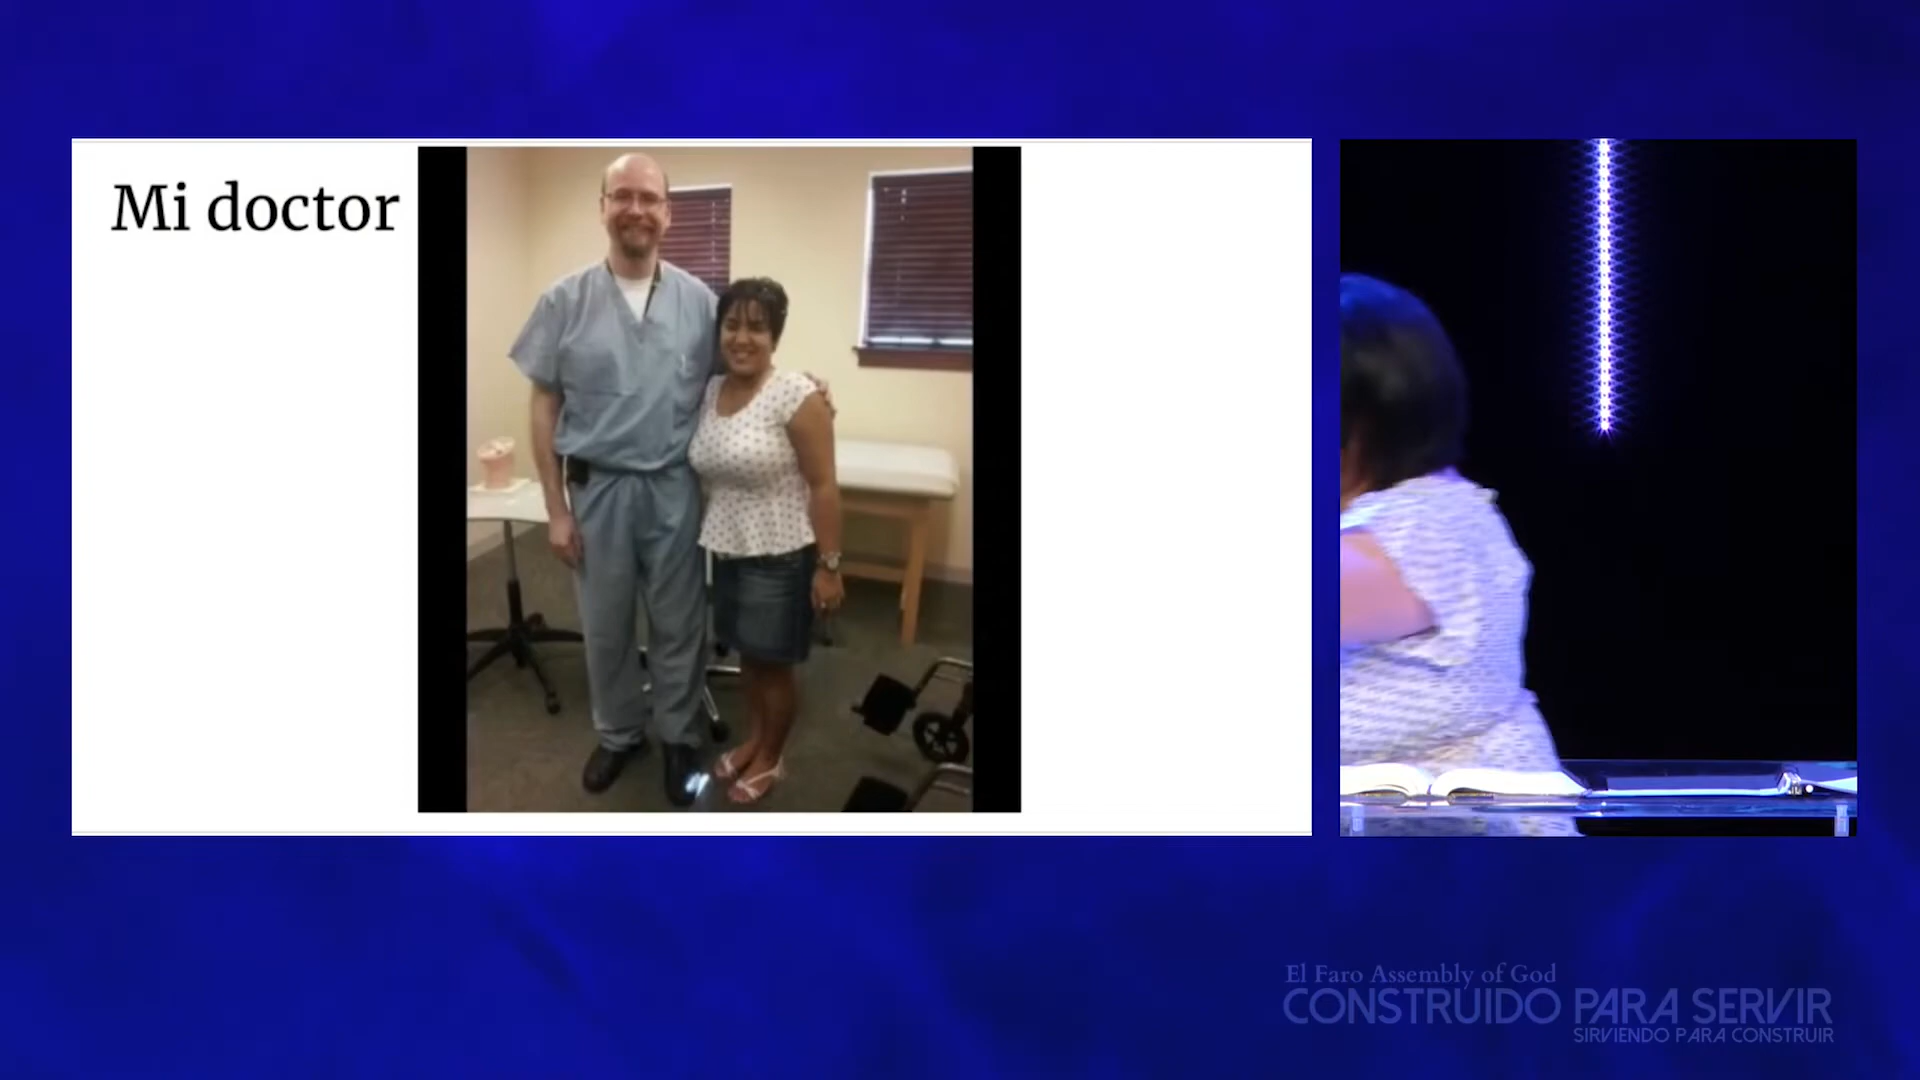 Mi doctor
El Faro Assembly of God
CONSTRUIDO PARA SERVIR
SIRVIENDO PARA CONSTRUIR